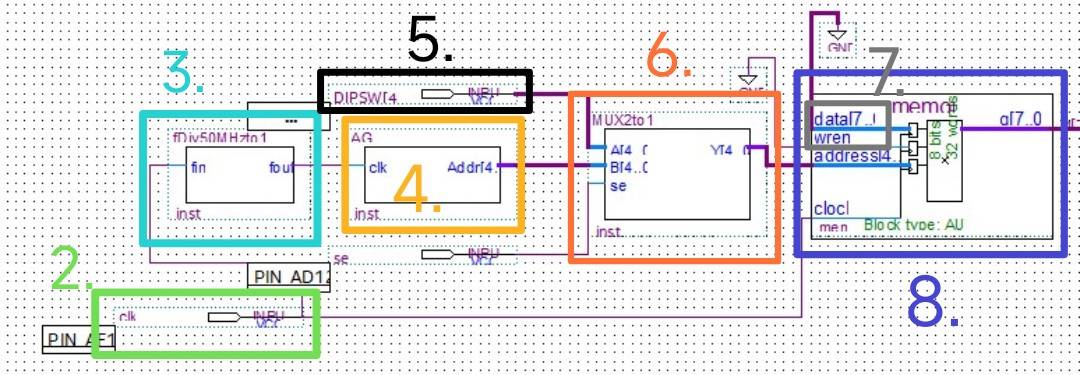 5.
3.
6.
7.
GND
DIPSW[4
INPU
VCC
GND
...
fDiv50MHzto1
AG
MUX2to1
memor
fin
fout
clk
Addr[4.
A[4..0
B[4..0
se
Y[4..0
data[7..0
wren
address[4.
q[7..0
8 bits
×
32 words
4.
inst
inst
inst
clocl
men
Block type: AU
2.
se
INPU
VCC
PIN_AD12
8.
clk
INPU
VCC
PIN_AF1